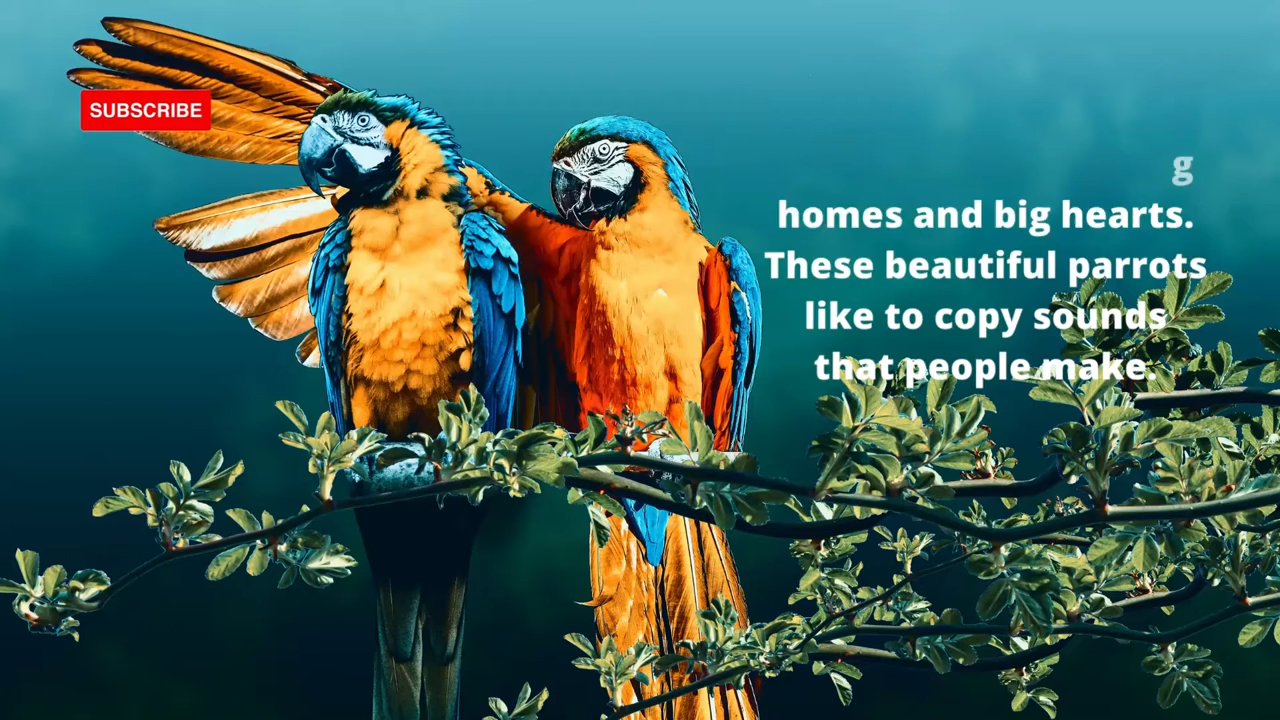 SUBSCRIBE
g
homes and big hearts.
These beautiful parrots
like to copy sounds
that people make.